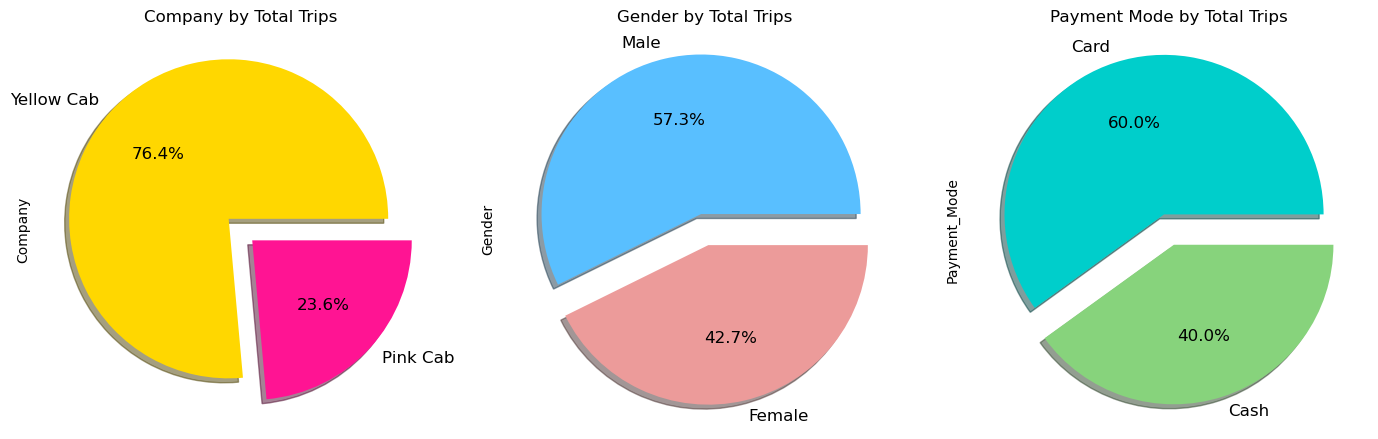 Company by Total Trips
Yellow Cab
76.4%
Company
23.6%
Pink Cab
Gender by Total Trips
Male
57.3%
Gender
42.7%
Female
Payment Mode by Total Trips
Card
60.0%
Payment_Mode
40.0%
Cash